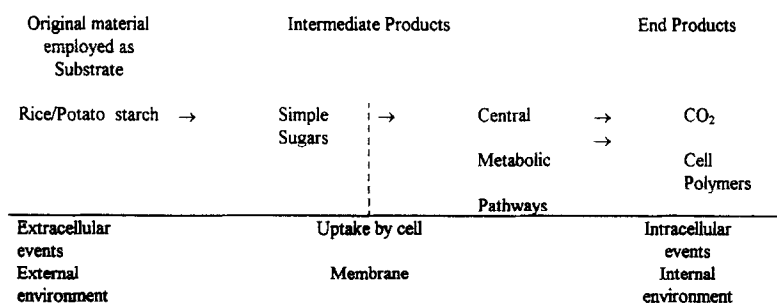 Original material Intermediate Products End Products
employed as
Substrate
Rice/Potato starch → Simple → Central → CO₂
Sugars →
Metabolic Cell
Polymers
Pathways
Extracellular Uptake by cell Intracellular
events events
External Membrane Internal
environment environment